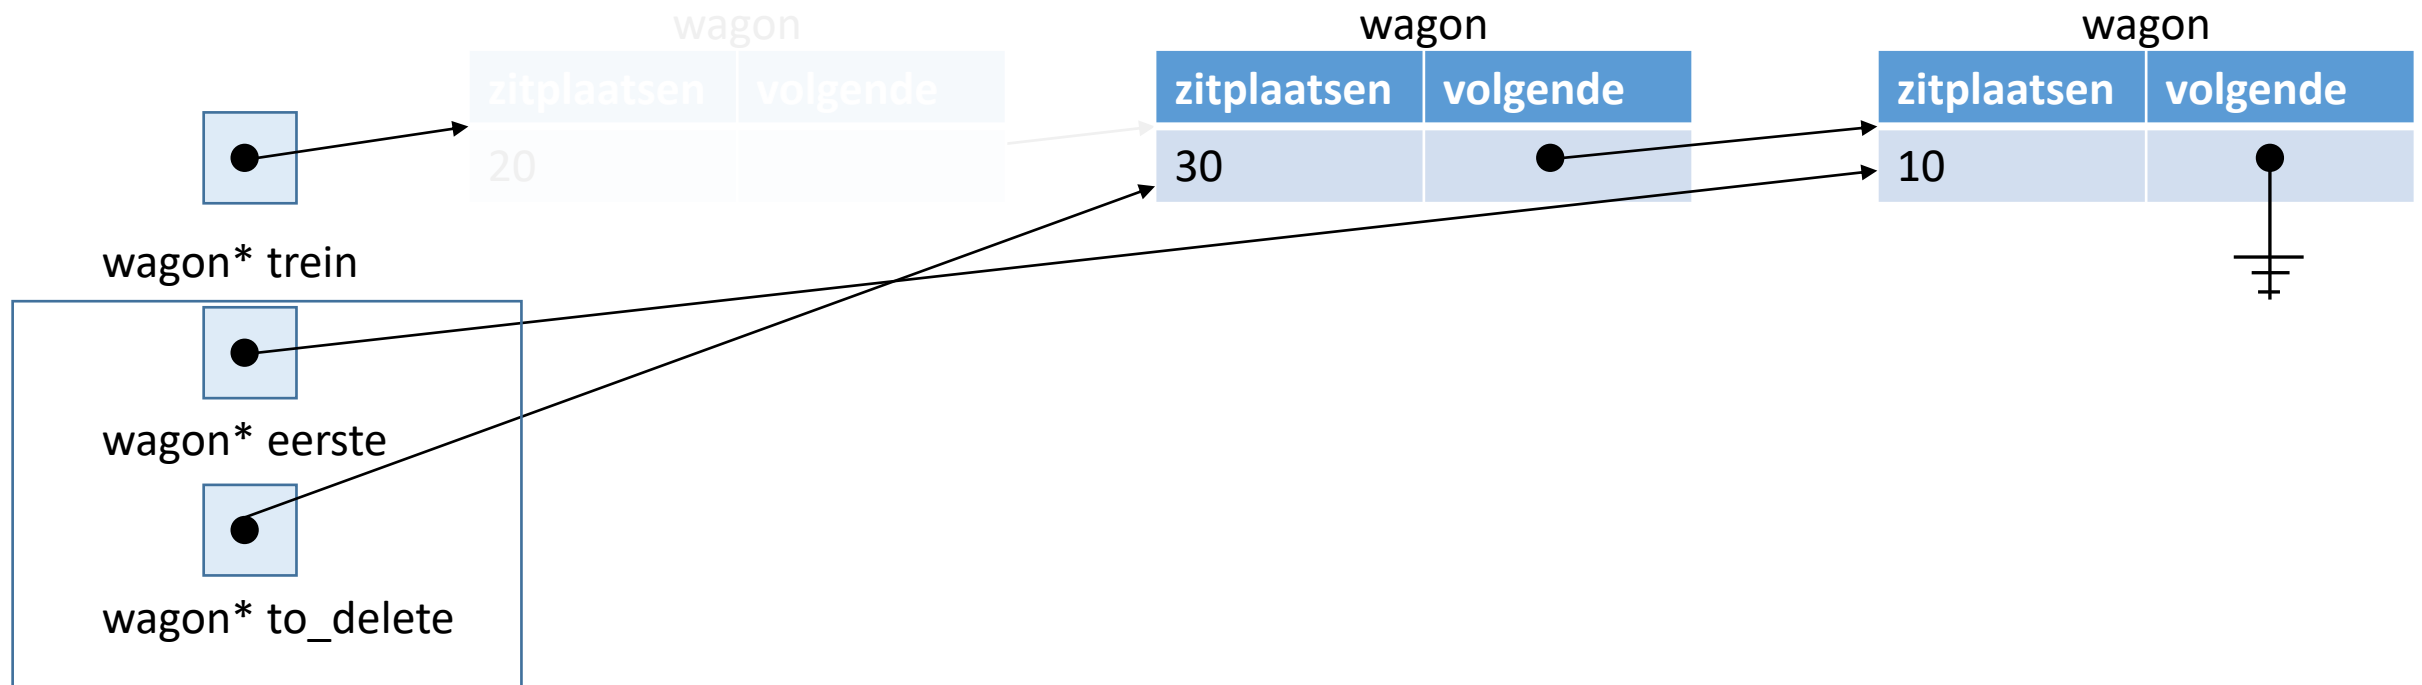 wagon
zitplaatsen volgende
20
wagon
zitplaatsen volgende
30
wagon
zitplaatsen volgende
10
wagon* trein
wagon* eerste
wagon* to_delete